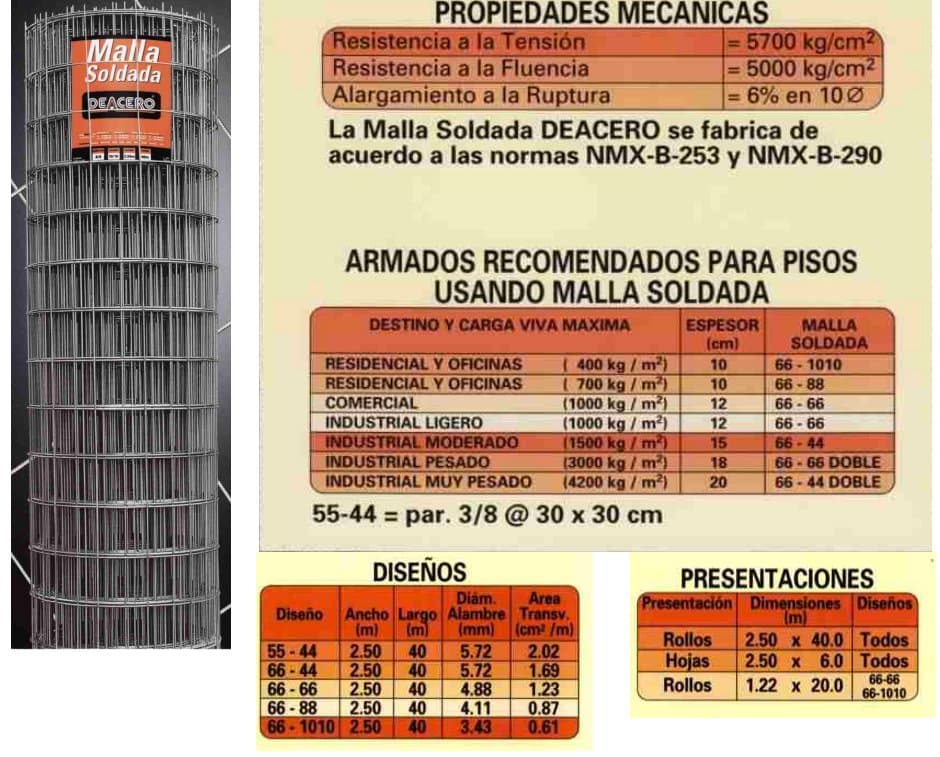 Malla
Soldada
DEACERO
PROPIEDADES MECANICAS
Resistencia a la Tensión = 5700 kg/cm²
Resistencia a la Fluencia = 5000 kg/cm²
Alargamiento a la Ruptura = 6% en 10 Ø
La Malla Soldada DEACERO se fabrica de
acuerdo a las normas NMX-B-253 y NMX-B-290
ARMADOS RECOMENDADOS PARA PISOS
USANDO MALLA SOLDADA
DESTINO Y CARGA VIVA MAXIMA ESPESOR (cm) MALLA SOLDADA
RESIDENCIAL Y OFICINAS ( 400 kg / m²) 10 66 - 1010
RESIDENCIAL Y OFICINAS ( 700 kg / m²) 10 66 - 88
COMERCIAL (1000 kg / m²) 12 66 - 66
INDUSTRIAL LIGERO (1000 kg / m²) 12 66 - 66
INDUSTRIAL MODERADO (1500 kg / m²) 15 66 - 44
INDUSTRIAL PESADO (3000 kg / m²) 18 66 - 66 DOBLE
INDUSTRIAL MUY PESADO (4200 kg / m²) 20 66 - 44 DOBLE
55-44 = par. 3/8 @ 30 x 30 cm
DISEÑOS
Diseño Ancho (m) Largo (m) Diám. Alambre (mm) Area Transv. (cm² /m)
55 - 44 2.50 40 5.72 2.02
66 - 44 2.50 40 5.72 1.69
66 - 66 2.50 40 4.88 1.23
66 - 88 2.50 40 4.11 0.87
66 - 1010 2.50 40 3.43 0.61
PRESENTACIONES
Presentación Dimensiones (m) Diseños
Rollos 2.50 x 40.0 Todos
Hojas 2.50 x 6.0 Todos
Rollos 1.22 x 20.0 66-66 66-1010